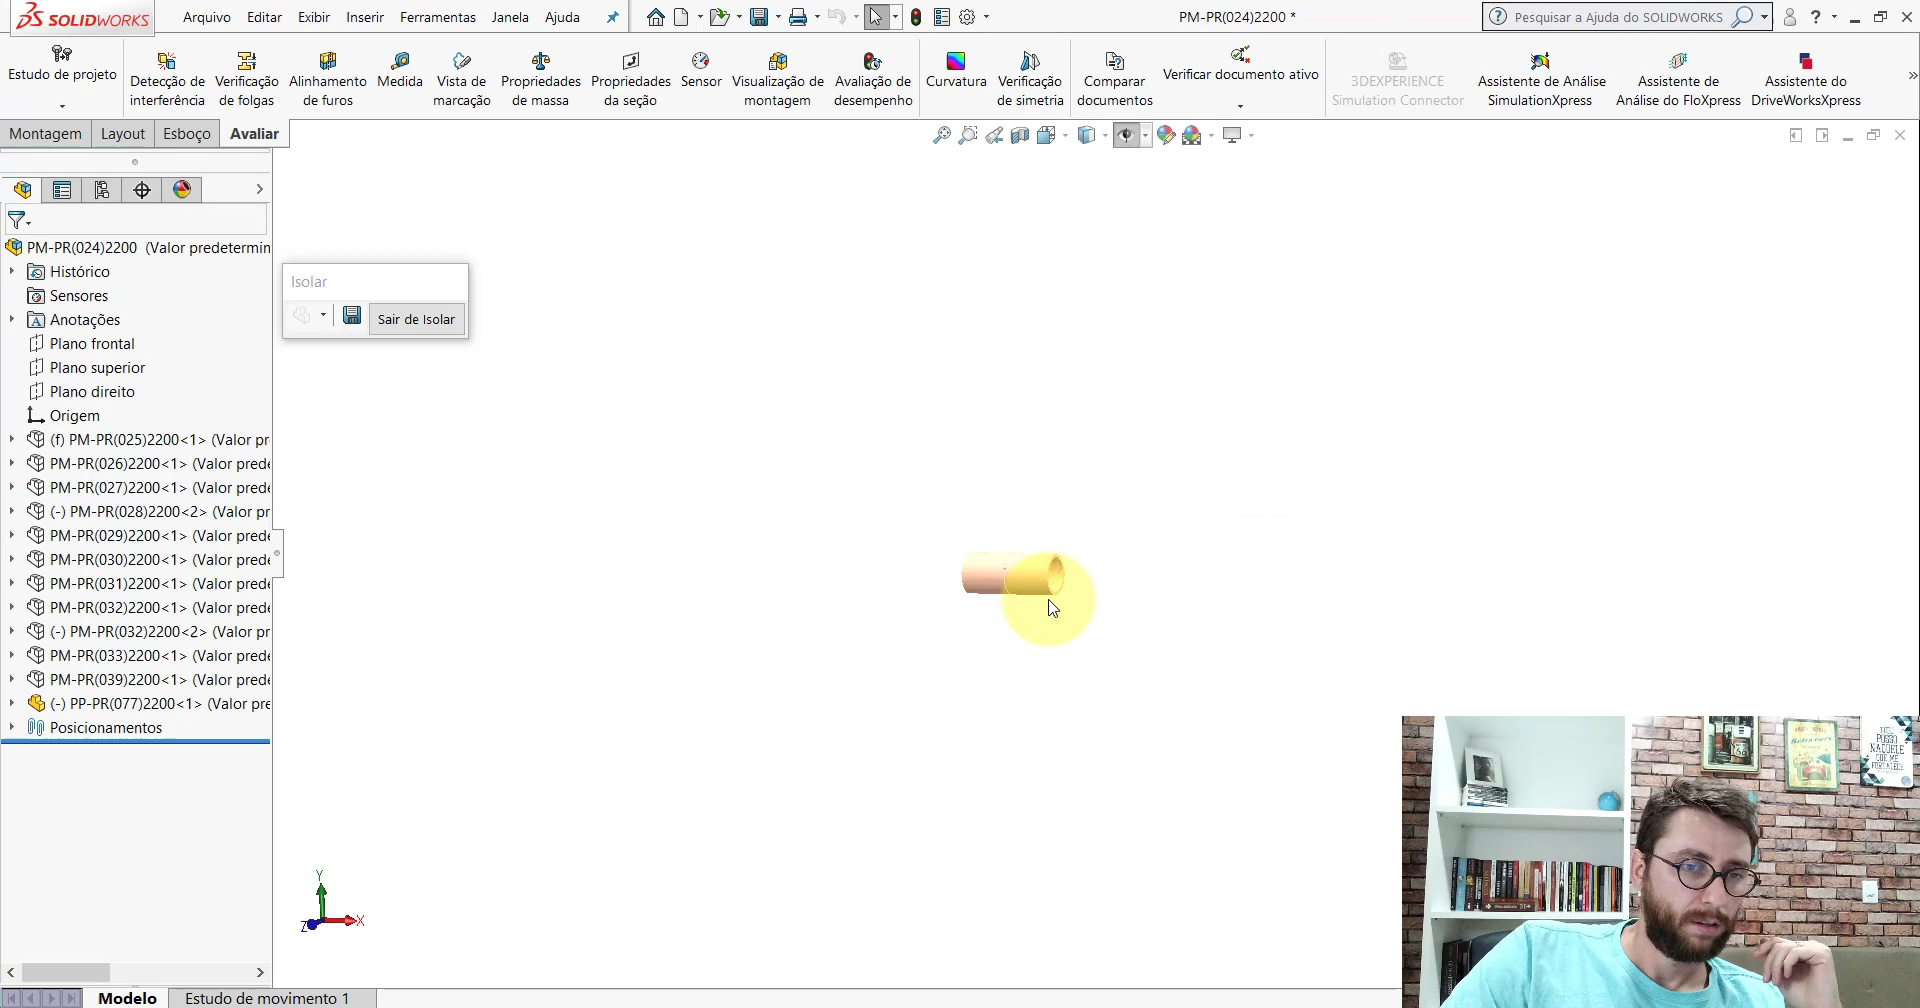 SOLIDWORKS
Arquivo Editar Exibir Inserir Ferramentas Janela Ajuda
PM-PR(024)2200 *
Pesquisar a Ajuda do SOLIDWORKS
Estudo de projeto
Detecção de interferência
Verificação de folgas
Alinhamento de furos
Medida
Vista de marcação
Propriedades de massa
Propriedades da seção
Sensor
Visualização de montagem
Avaliação de desempenho
Curvatura
Verificação de simetria
Comparar documentos
Verificar documento ativo
3DEXPERIENCE Simulation Connector
Assistente de Análise SimulationXpress
Assistente de Análise do FloXpress
Assistente do DriveWorksXpress
Montagem Layout Esboço Avaliar
PM-PR(024)2200 (Valor predetermin
Histórico
Sensores
Anotações
Plano frontal
Plano superior
Plano direito
Origem
(f) PM-PR(025)2200<1> (Valor pr
PM-PR(026)2200<1> (Valor prede
PM-PR(027)2200<1> (Valor prede
(-) PM-PR(028)2200<2> (Valor pr
PM-PR(029)2200<1> (Valor prede
PM-PR(030)2200<1> (Valor prede
PM-PR(031)2200<1> (Valor prede
PM-PR(032)2200<1> (Valor prede
(-) PM-PR(032)2200<2> (Valor pr
PM-PR(033)2200<1> (Valor prede
PM-PR(039)2200<1> (Valor prede
(-) PP-PR(077)2200<1> (Valor pre
Posicionamentos
Isolar
Sair de Isolar
Y
X
Z
TUDO
POSSO
NAQUELE
QUE ME
FORTALECE
Modelo
Estudo de movimento 1